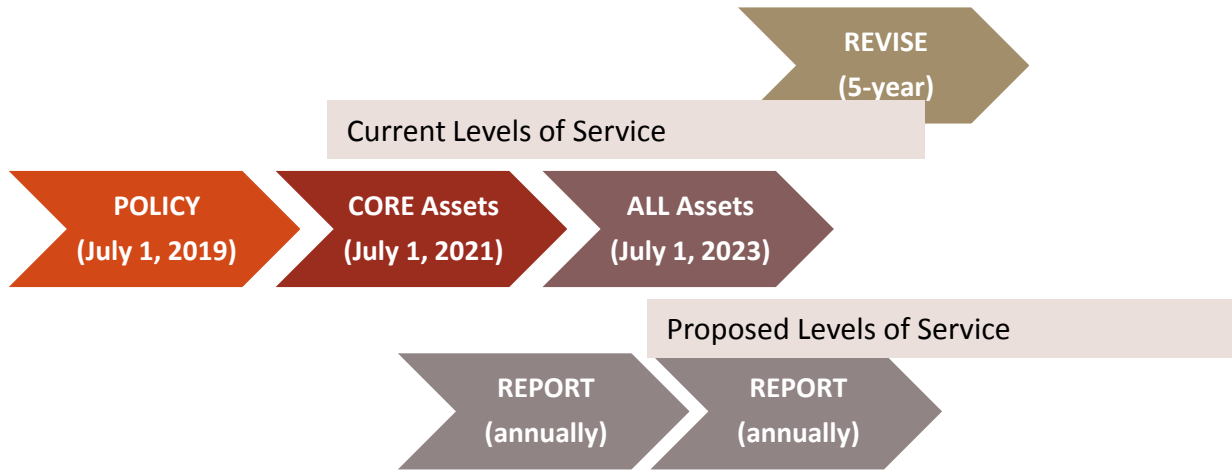 REVISE
(5-year)
Current Levels of Service
POLICY
(July 1, 2019)
CORE Assets
(July 1, 2021)
ALL Assets
(July 1, 2023)
Proposed Levels of Service
REPORT
(annually)
REPORT
(annually)